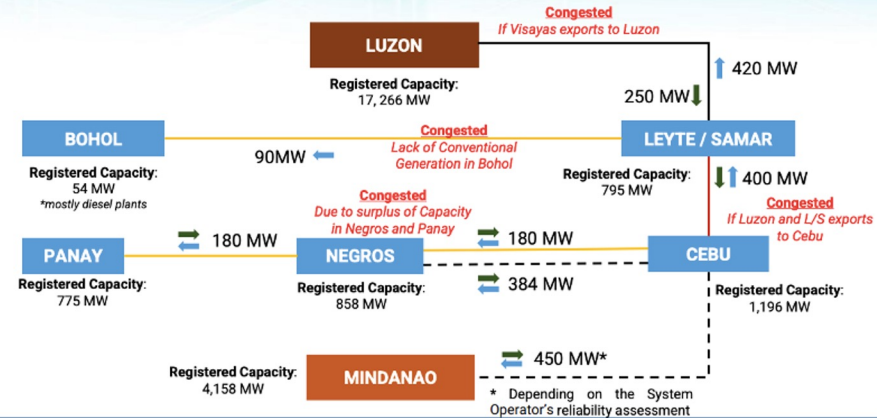 Congested
If Visayas exports to Luzon
LUZON
Registered Capacity:
17, 266 MW
420 MW
250 MW
BOHOL
Congested
Lack of Conventional
Generation in Bohol
90MW
LEYTE / SAMAR
Registered Capacity:
54 MW
*mostly diesel plants
Registered Capacity:
795 MW
400 MW
Congested
If Luzon and L/S exports
to Cebu
Congested
Due to surplus of Capacity
in Negros and Panay
180 MW
180 MW
PANAY
NEGROS
CEBU
Registered Capacity:
775 MW
Registered Capacity:
858 MW
384 MW
Registered Capacity:
1,196 MW
Registered Capacity:
4,158 MW
MINDANAO
450 MW*
* Depending on the System
Operator's reliability assessment